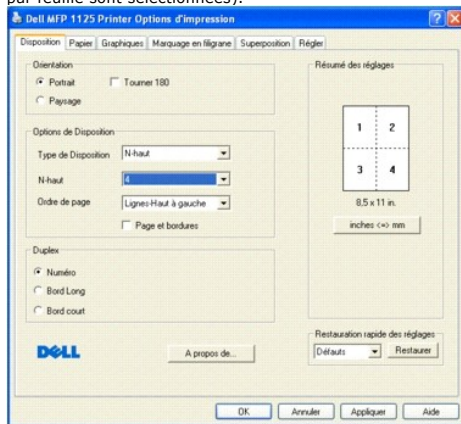 par feuille sont sélectionnées).
Dell MFP 1125 Printer Options d'impression
Disposition Papier Graphiques Marquage en filigrane Superposition Régler
Orientation
Portrait
Tourner 180
Paysage
Options de Disposition
Type de Disposition N-haut
N-haut 4
Ordre de page Lignes-Haut à gauche
Page et bordures
Duplex
Numéro
Bord Long
Bord court
DELL
A propos de...
Résumé des réglages
1 2
3 4
8,5 x 11 in.
inches <=> mm
Restauration rapide des réglages
Défauts Restaurer
OK Annuler Appliquer Aide